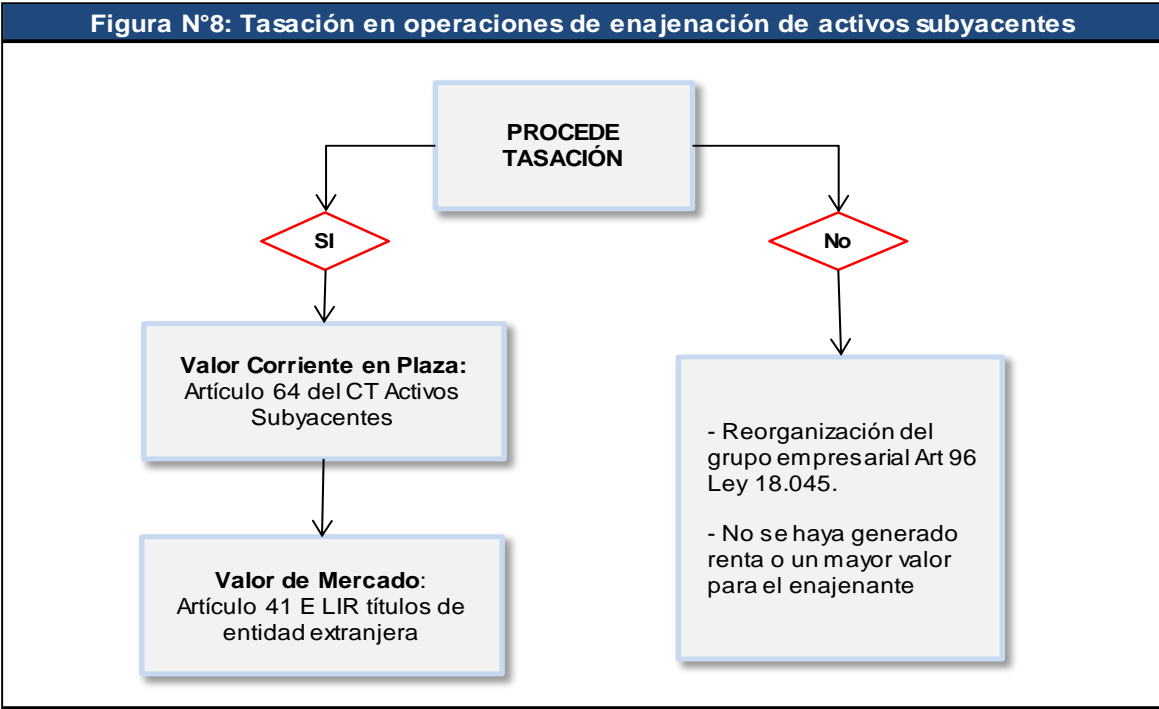 Figura N°8: Tasación en operaciones de enajenación de activos subyacentes
PROCEDE
TASACIÓN
SI
No
Valor Corriente en Plaza:
Artículo 64 del CT Activos
Subyacentes
Valor de Mercado:
Artículo 41 E LIR títulos de
entidad extranjera
- Reorganización del
grupo empresarial Art 96
Ley 18.045.
- No se haya generado
renta o un mayor valor
para el enajenante